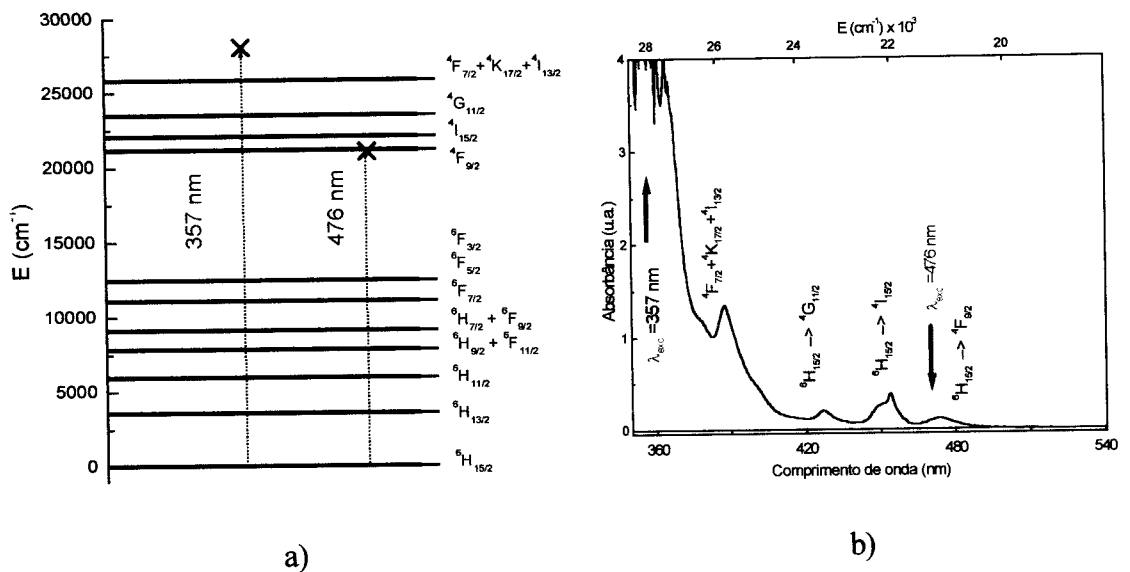 30000
25000
20000
15000
10000
5000
0
E (cm⁻¹)
357 nm
476 nm
⁴F₇/₂+⁴K₁₇/₂+⁴I₁₃/₂
⁴G₁₁/₂
⁴I₁₅/₂
⁴F₉/₂
⁶F₃/₂
⁶F₅/₂
⁶F₇/₂
⁶H₇/₂ + ⁶F₉/₂
⁶H₉/₂ + ⁶F₁₁/₂
⁶H₁₁/₂
⁶H₁₃/₂
⁶H₁₅/₂
a)
E (cm⁻¹) x 10³
28 26 24 22 20
4
3
2
1
0
Absorbância (u.a.)
λexc =357 nm
⁴F₇/₂+⁴K₁₇/₂+⁴I₁₃/₂
⁶H₁₅/₂ —> ⁴G₁₁/₂
⁶H₁₅/₂ —> ⁴I₁₅/₂
λexc =476 nm
⁶H₁₅/₂ —> ⁴F₉/₂
360 420 480 540
Comprimento de onda (nm)
b)